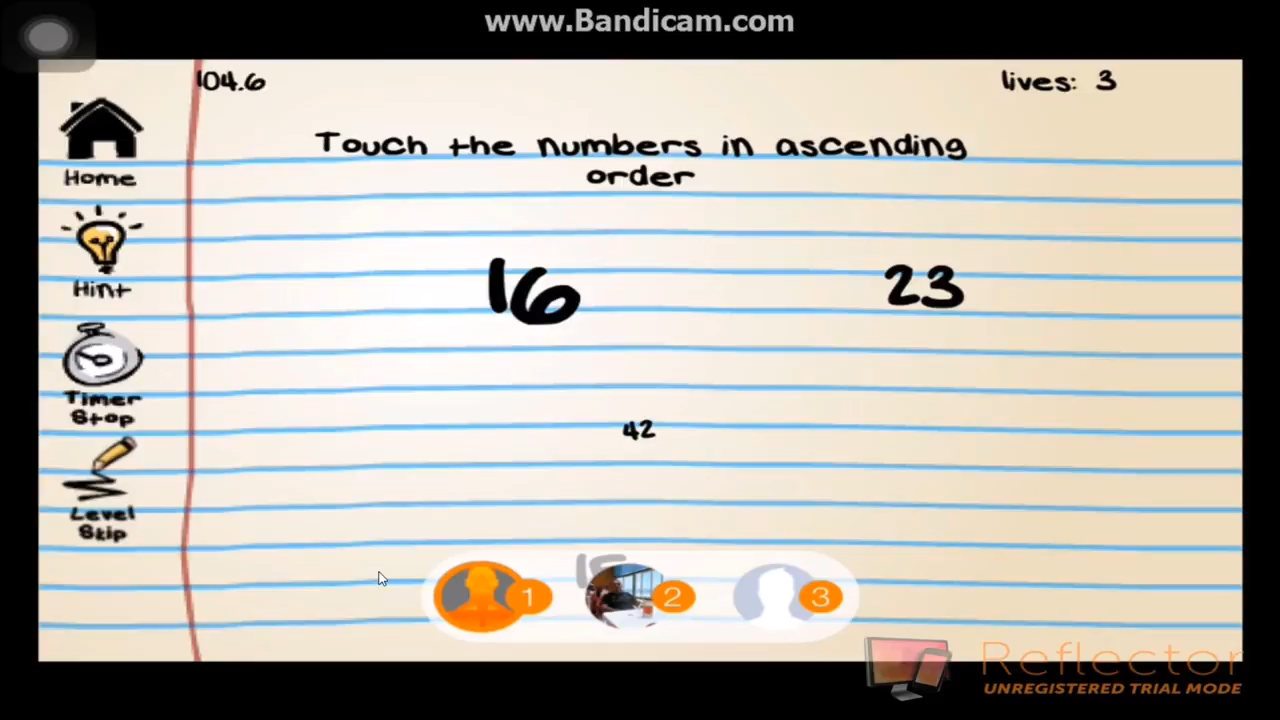 www.Bandicam.com
104.6
lives: 3
Touch the numbers in ascending
order
Home
Hint
16
23
Timer
Stop
42
Level
Skip
1
2
3
Reflector
UNREGISTERED TRIAL MODE